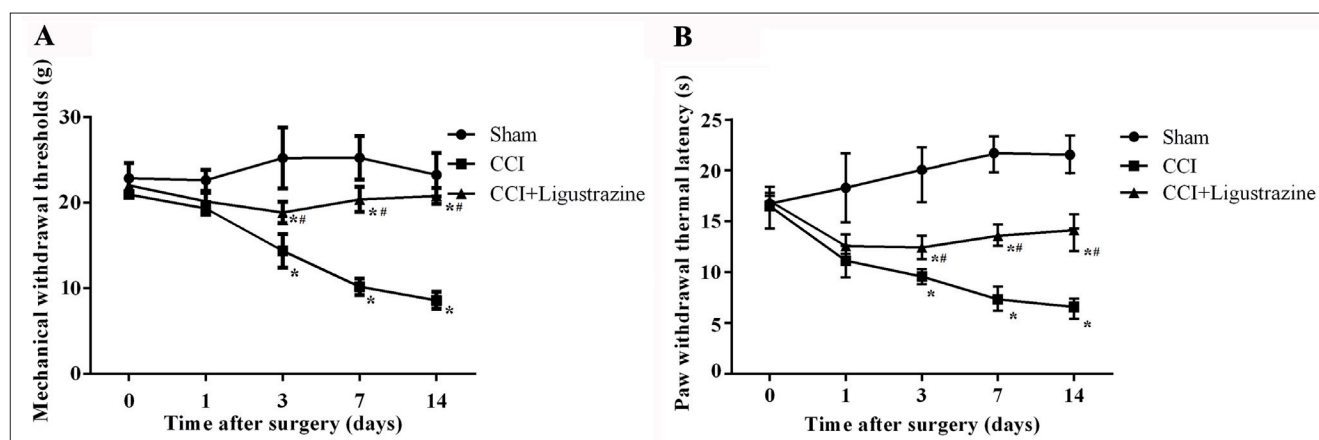 A
Mechanical withdrawal thresholds (g)
30
20
10
0
Sham
CCI
CCI+Ligustrazine
*#
*#
*#
*
*
*
0 1 3 7 14
Time after surgery (days)
B
Paw withdrawal thermal latency (s)
25
20
15
10
5
0
Sham
CCI
CCI+Ligustrazine
*#
*#
*#
*
*
*
0 1 3 7 14
Time after surgery (days)